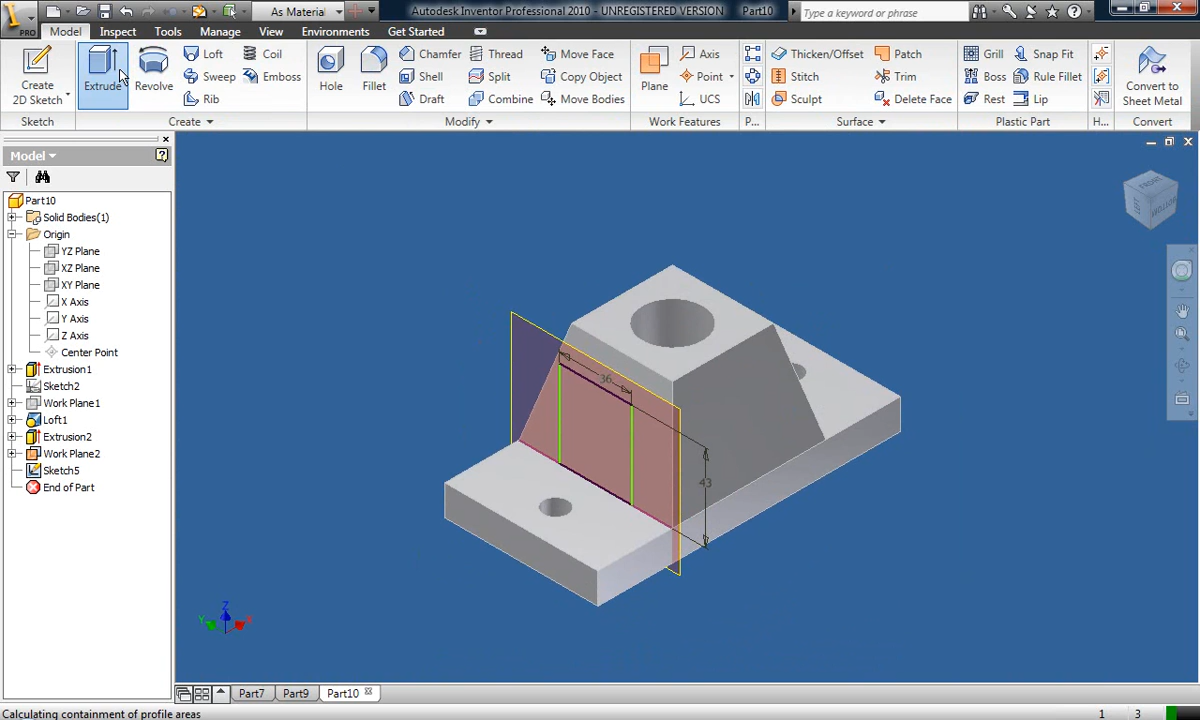 PRO
As Material
Autodesk Inventor Professional 2010 - UNREGISTERED VERSION Part10
Type a keyword or phrase
Model Inspect Tools Manage View Environments Get Started
Create
2D Sketch
Extrude
Revolve
Loft
Sweep
Rib
Coil
Emboss
Hole
Fillet
Chamfer
Shell
Draft
Thread
Split
Combine
Move Face
Copy Object
Move Bodies
Plane
Axis
Point
UCS
Thicken/Offset
Stitch
Sculpt
Patch
Trim
Delete Face
Grill
Boss
Rest
Snap Fit
Rule Fillet
Lip
Convert to
Sheet Metal
Sketch Create Modify Work Features P... Surface Plastic Part H... Convert
Model
Part10
Solid Bodies(1)
Origin
YZ Plane
XZ Plane
XY Plane
X Axis
Y Axis
Z Axis
Center Point
Extrusion1
Sketch2
Work Plane1
Loft1
Extrusion2
Work Plane2
Sketch5
End of Part
36
43
Z
Y
X
Part7 Part9 Part10
Calculating containment of profile areas
1 3